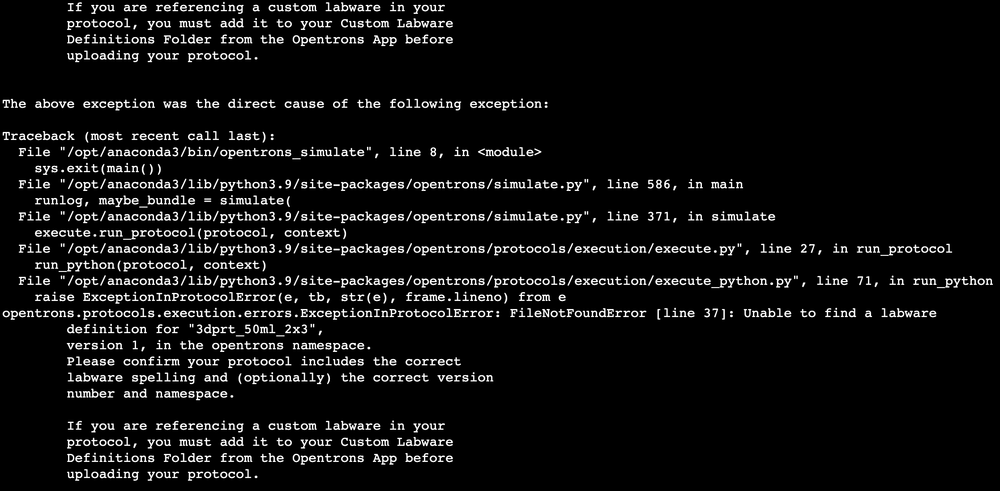 If you are referencing a custom labware in your
protocol, you must add it to your Custom Labware
Definitions Folder from the Opentrons App before
uploading your protocol.
The above exception was the direct cause of the following exception:
Traceback (most recent call last):
File "/opt/anaconda3/bin/opentrons_simulate", line 8, in <module>
sys.exit(main())
File "/opt/anaconda3/lib/python3.9/site-packages/opentrons/simulate.py", line 586, in main
runlog, maybe_bundle = simulate(
File "/opt/anaconda3/lib/python3.9/site-packages/opentrons/simulate.py", line 371, in simulate
execute.run_protocol(protocol, context)
File "/opt/anaconda3/lib/python3.9/site-packages/opentrons/protocols/execution/execute.py", line 27, in run_protocol
run_python(protocol, context)
File "/opt/anaconda3/lib/python3.9/site-packages/opentrons/protocols/execution/execute_python.py", line 71, in run_python
raise ExceptionInProtocolError(e, tb, str(e), frame.lineno) from e
opentrons.protocols.execution.errors.ExceptionInProtocolError: FileNotFoundError [line 37]: Unable to find a labware
definition for "3dprt_50ml_2x3",
version 1, in the opentrons namespace.
Please confirm your protocol includes the correct
labware spelling and (optionally) the correct version
number and namespace.
If you are referencing a custom labware in your
protocol, you must add it to your Custom Labware
Definitions Folder from the Opentrons App before
uploading your protocol.